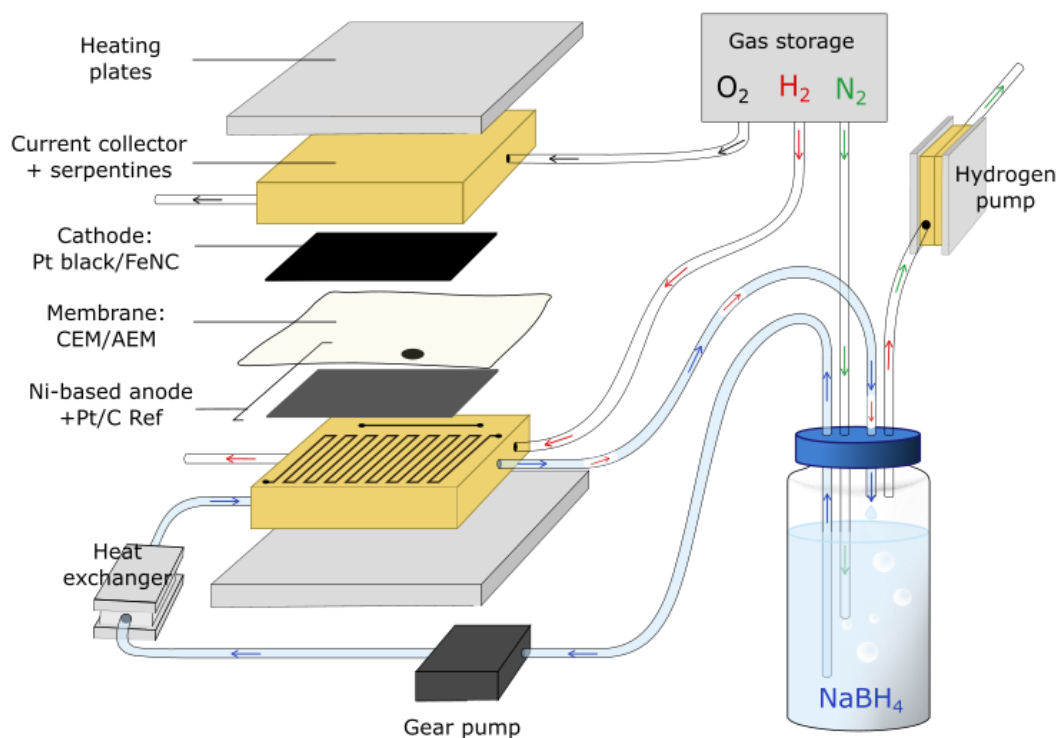 Heating
plates
Gas storage
O₂ H₂ N₂
Current collector
+ serpentines
Hydrogen
pump
Cathode:
Pt black/FeNC
Membrane:
CEM/AEM
Ni-based anode
+Pt/C Ref
Heat
exchanger
NaBH₄
Gear pump